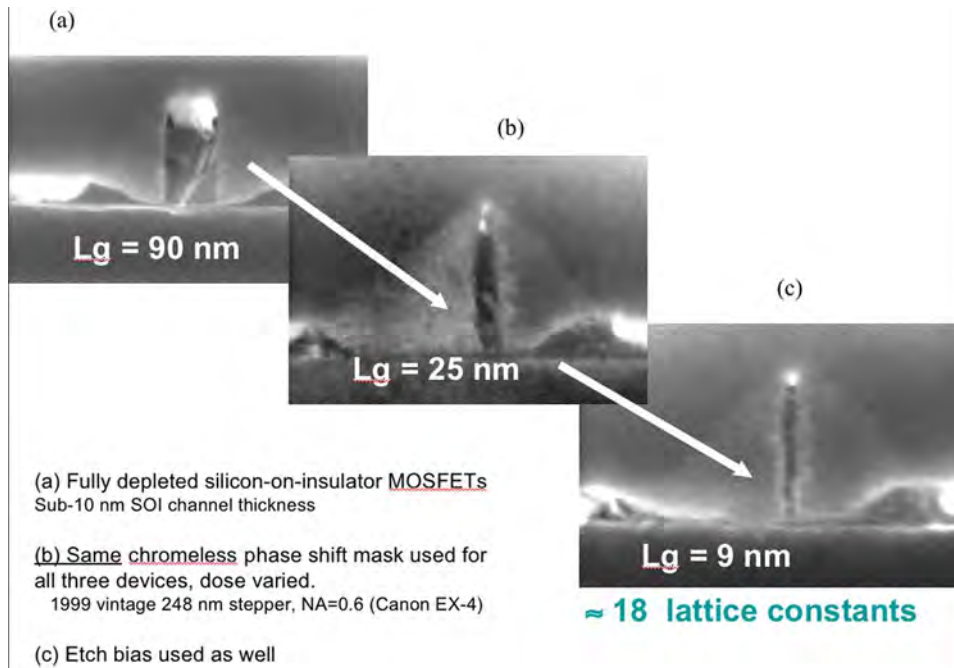 (a)
(b)
(c)
Lg = 90 nm
Lg = 25 nm
Lg = 9 nm
≈ 18 lattice constants
(a) Fully depleted silicon-on-insulator MOSFETs
Sub-10 nm SOI channel thickness
(b) Same chromeless phase shift mask used for
all three devices, dose varied.
1999 vintage 248 nm stepper, NA=0.6 (Canon EX-4)
(c) Etch bias used as well